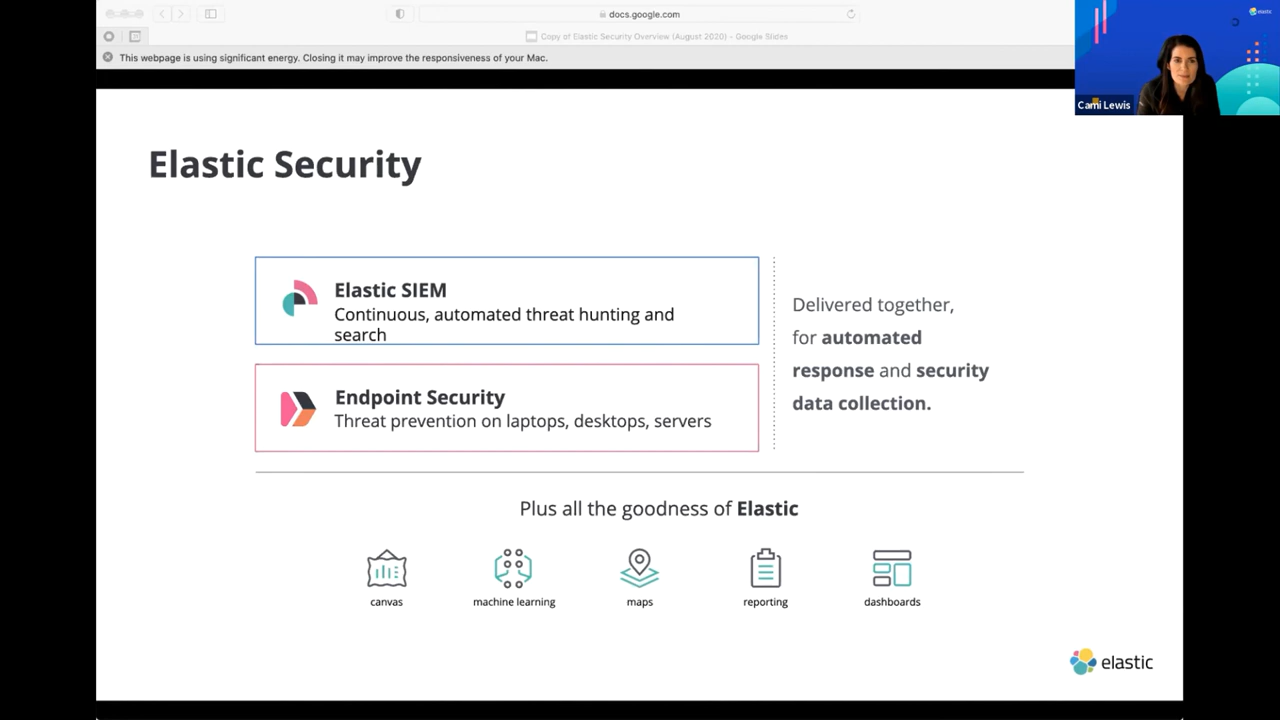 docs.google.com
Copy of Elastic Security Overview (August 2020) – Google Slides
This webpage is using significant energy. Closing it may improve the responsiveness of your Mac.
elastic
Cami Lewis
Elastic Security
Elastic SIEM
Continuous, automated threat hunting and
search
Endpoint Security
Threat prevention on laptops, desktops, servers
Delivered together,
for automated
response and security
data collection.
Plus all the goodness of Elastic
canvas
machine learning
maps
reporting
dashboards
elastic